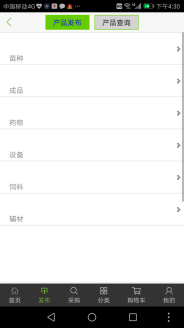 中国移动4G 下午4:30
产品发布 产品查询
苗种
成品
药物
设备
饲料
辅材
首页 发布 采购 分类 购物车 我的